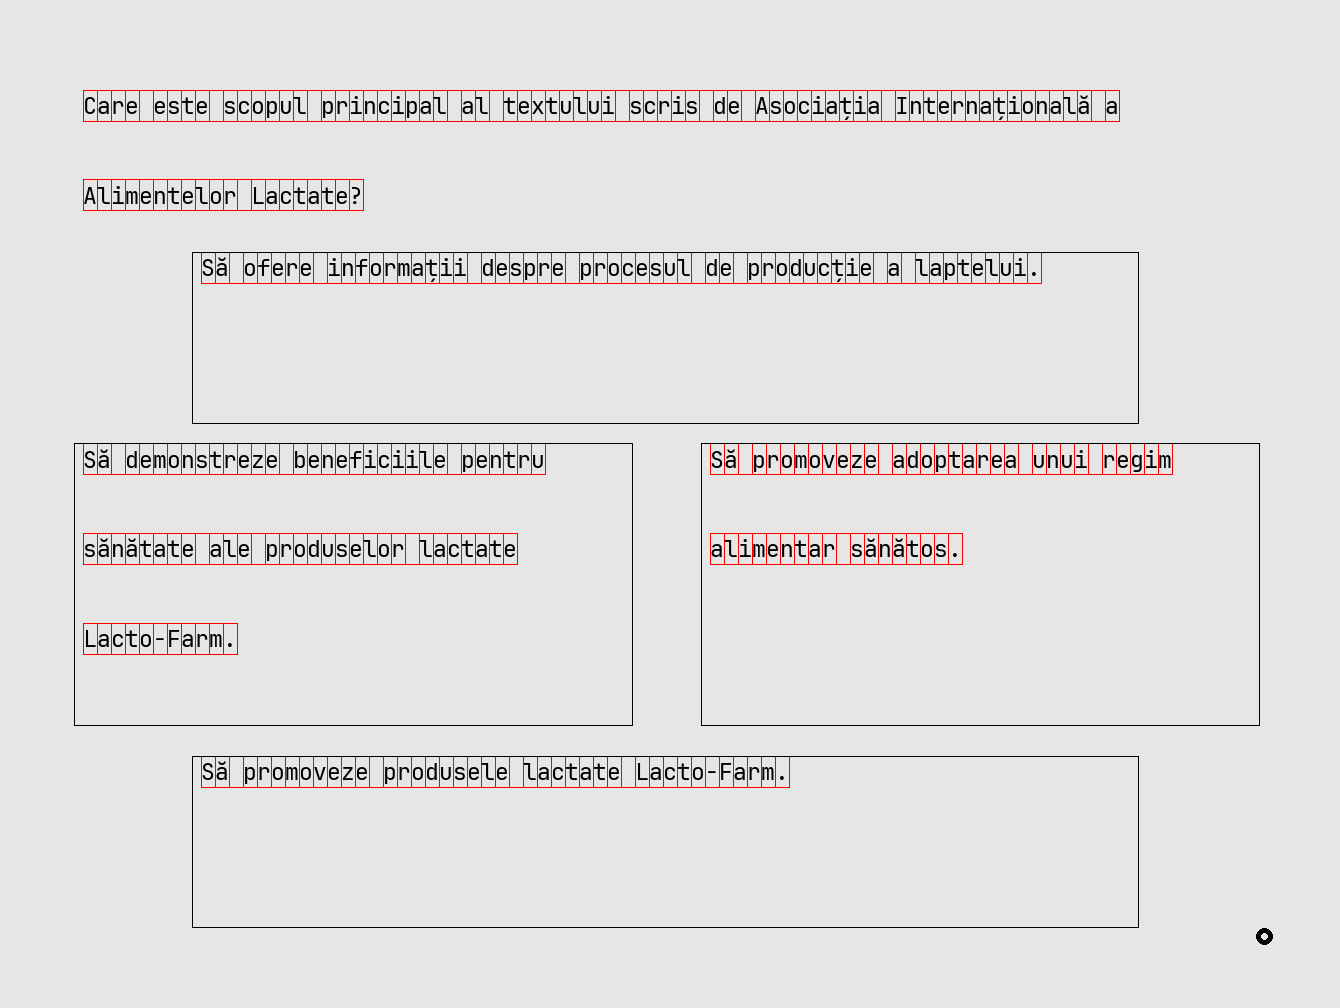 Care este scopul principal al textului scris de Asociația Internațională a
Alimentelor Lactate?
Să ofere informații despre procesul de producție a laptelui.
Să demonstreze beneficiile pentru
sănătate ale produselor lactate
Lacto-Farm.
Să promoveze adoptarea unui regim
alimentar sănătos.
Să promoveze produsele lactate Lacto-Farm.